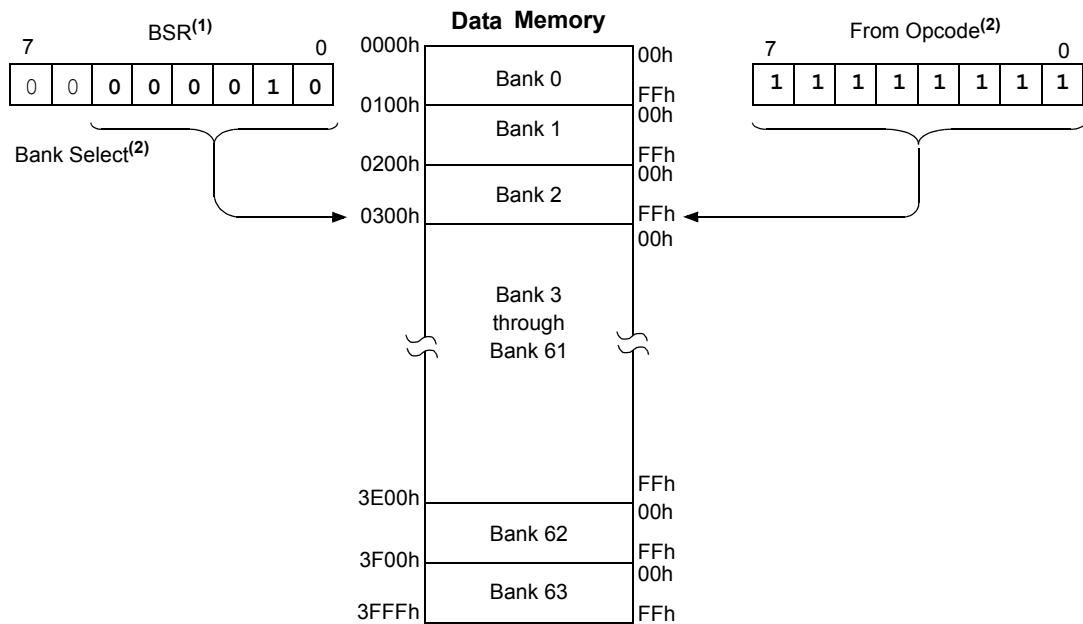 Data Memory
BSR(1)
7 0
0 0 0 0 0 0 1 0
Bank Select(2)
From Opcode(2)
7 0
1 1 1 1 1 1 1 1
0000h
00h
Bank 0
FFh
0100h
00h
Bank 1
FFh
0200h
00h
Bank 2
FFh
0300h
00h
Bank 3
through
Bank 61
FFh
3E00h
00h
Bank 62
FFh
3F00h
00h
Bank 63
3FFFh
FFh